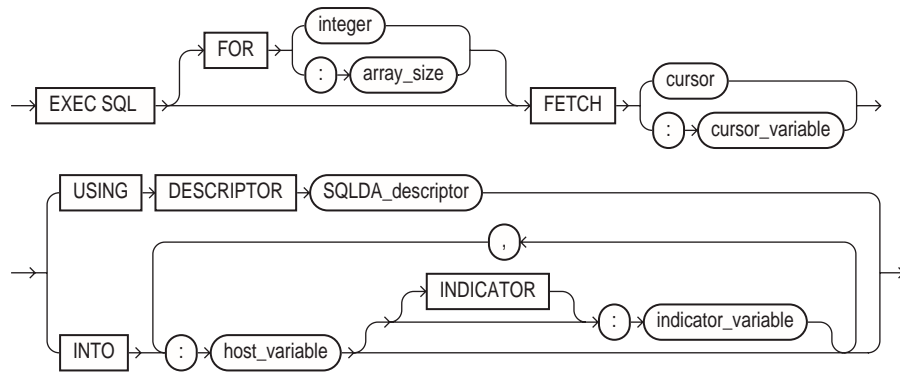 FOR integer
: array_size
EXEC SQL FETCH cursor
: cursor_variable
USING DESCRIPTOR SQLDA_descriptor
,
INDICATOR
: indicator_variable
INTO : host_variable